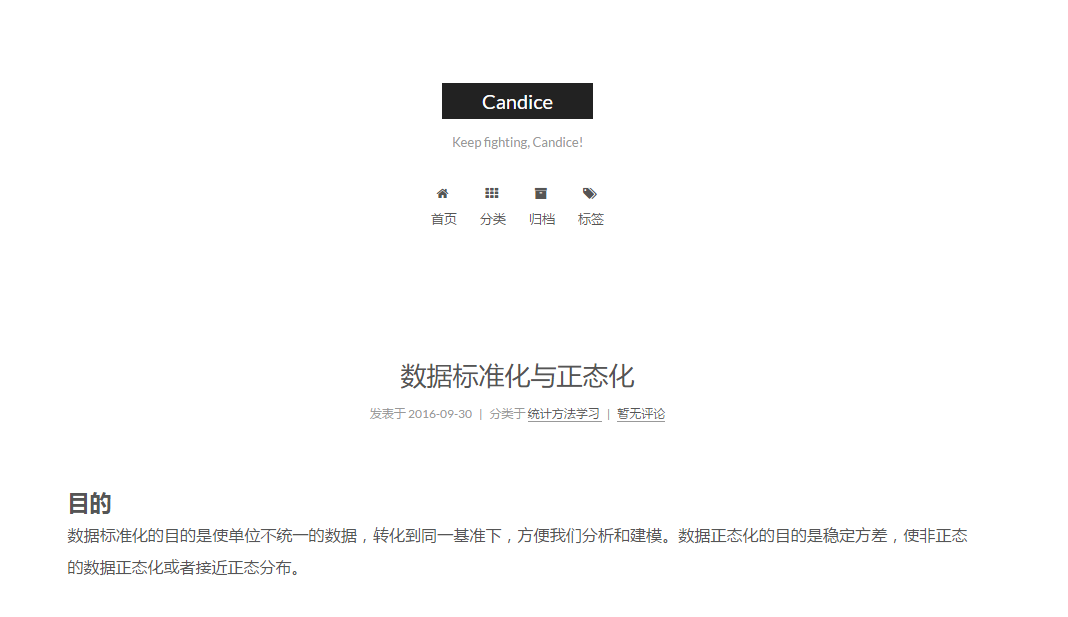 Candice
Keep fighting, Candice!
首页 分类 归档 标签
数据标准化与正态化
发表于 2016-09-30 | 分类于 统计方法学习 | 暂无评论
目的
数据标准化的目的是使单位不统一的数据，转化到同一基准下，方便我们分析和建模。数据正态化的目的是稳定方差，使非正态
的数据正态化或者接近正态分布。